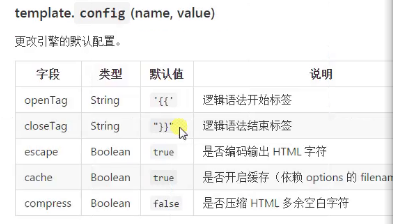 template. config (name, value)
更改引擎的默认配置。
字段 类型 默认值 说明
openTag String '{{' 逻辑语法开始标签
closeTag String "}}" 逻辑语法结束标签
escape Boolean true 是否编码输出 HTML 字符
cache Boolean true 是否开启缓存（依赖 options 的 filenam
compress Boolean false 是否压缩 HTML 多余空白字符